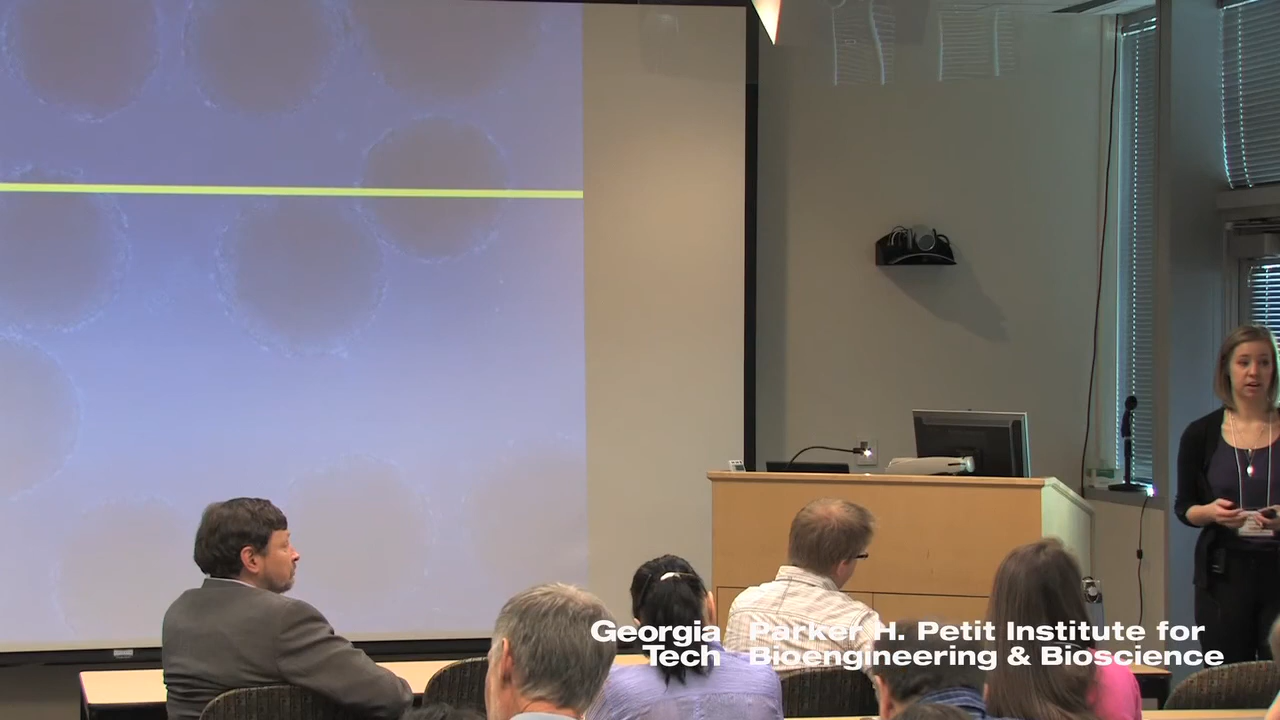 Georgia Tech
Parker H. Petit Institute for
Bioengineering & Bioscience